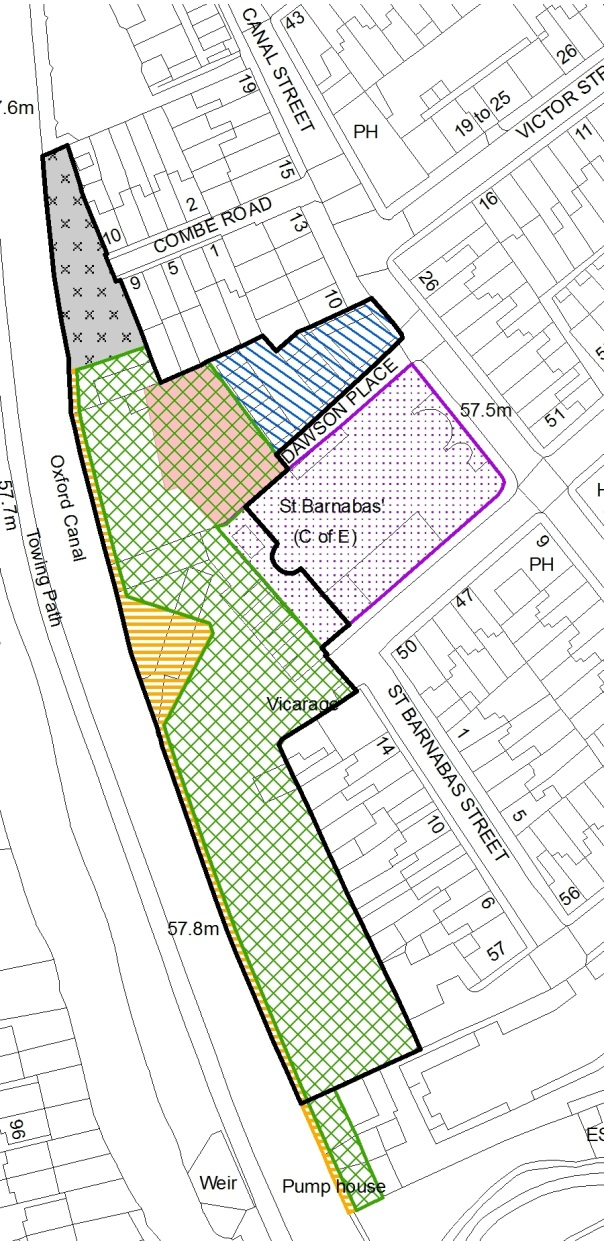 43
CANAL STREET
26
19
7.6m
PH
19 to 25
VICTOR STR
11
15
2
16
10
COMBE ROAD
13
1
5
9
26
10
DAWSON PLACE
57.5m
51
Oxford Canal
57.7m
St Barnabas'
(C of E)
H
Towing Path
9
PH
47
50
Vicarage
ST BARNABAS STREET
14
1
10
5
56
6
57.8m
57
96
ES
Weir
Pump house